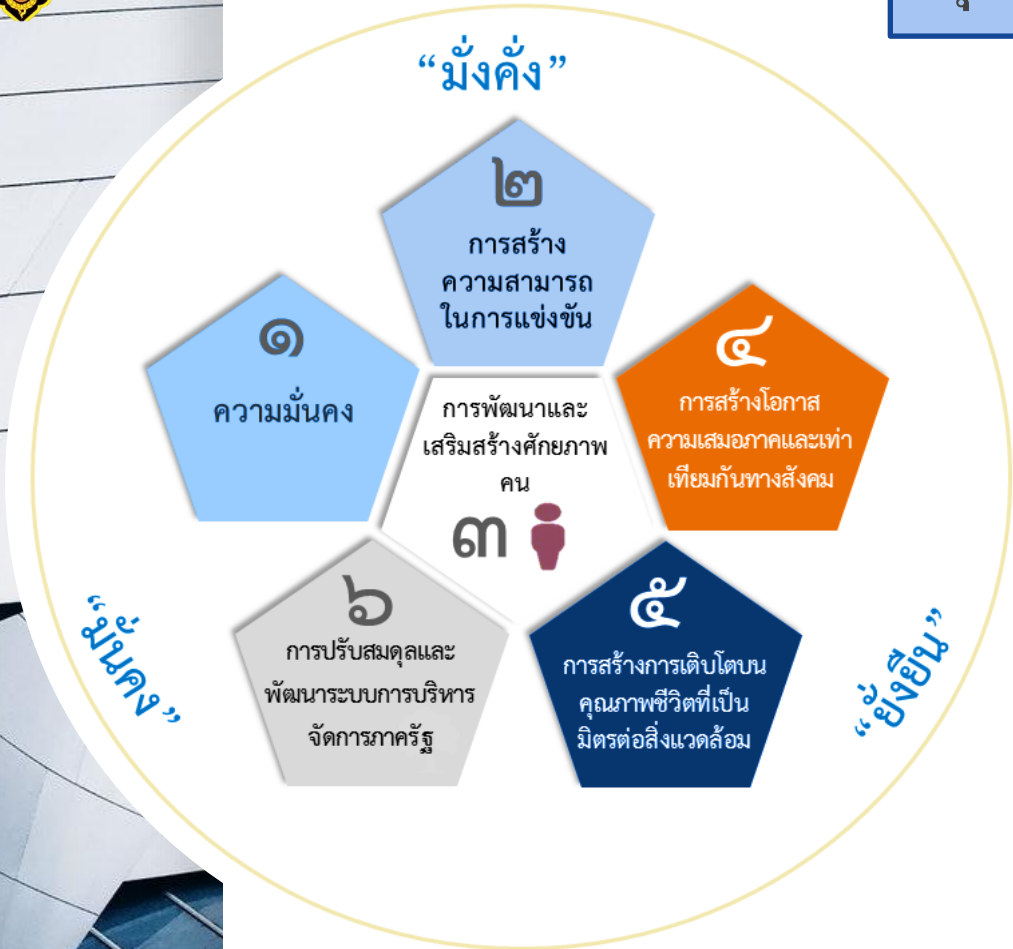 “มั่งคั่ง”
๒
การสร้าง
ความสามารถ
ในการแข่งขัน
๑
ความมั่นคง
๔
การสร้างโอกาส
ความเสมอภาคและเท่า
เทียมกันทางสังคม
การพัฒนาและ
เสริมสร้างศักยภาพ
คน
๓
๖
การปรับสมดุลและ
พัฒนาระบบการบริหาร
จัดการภาครัฐ
๕
การสร้างการเติบโตบน
คุณภาพชีวิตที่เป็น
มิตรต่อสิ่งแวดล้อม
“มั่นคง”
“ยั่งยืน”